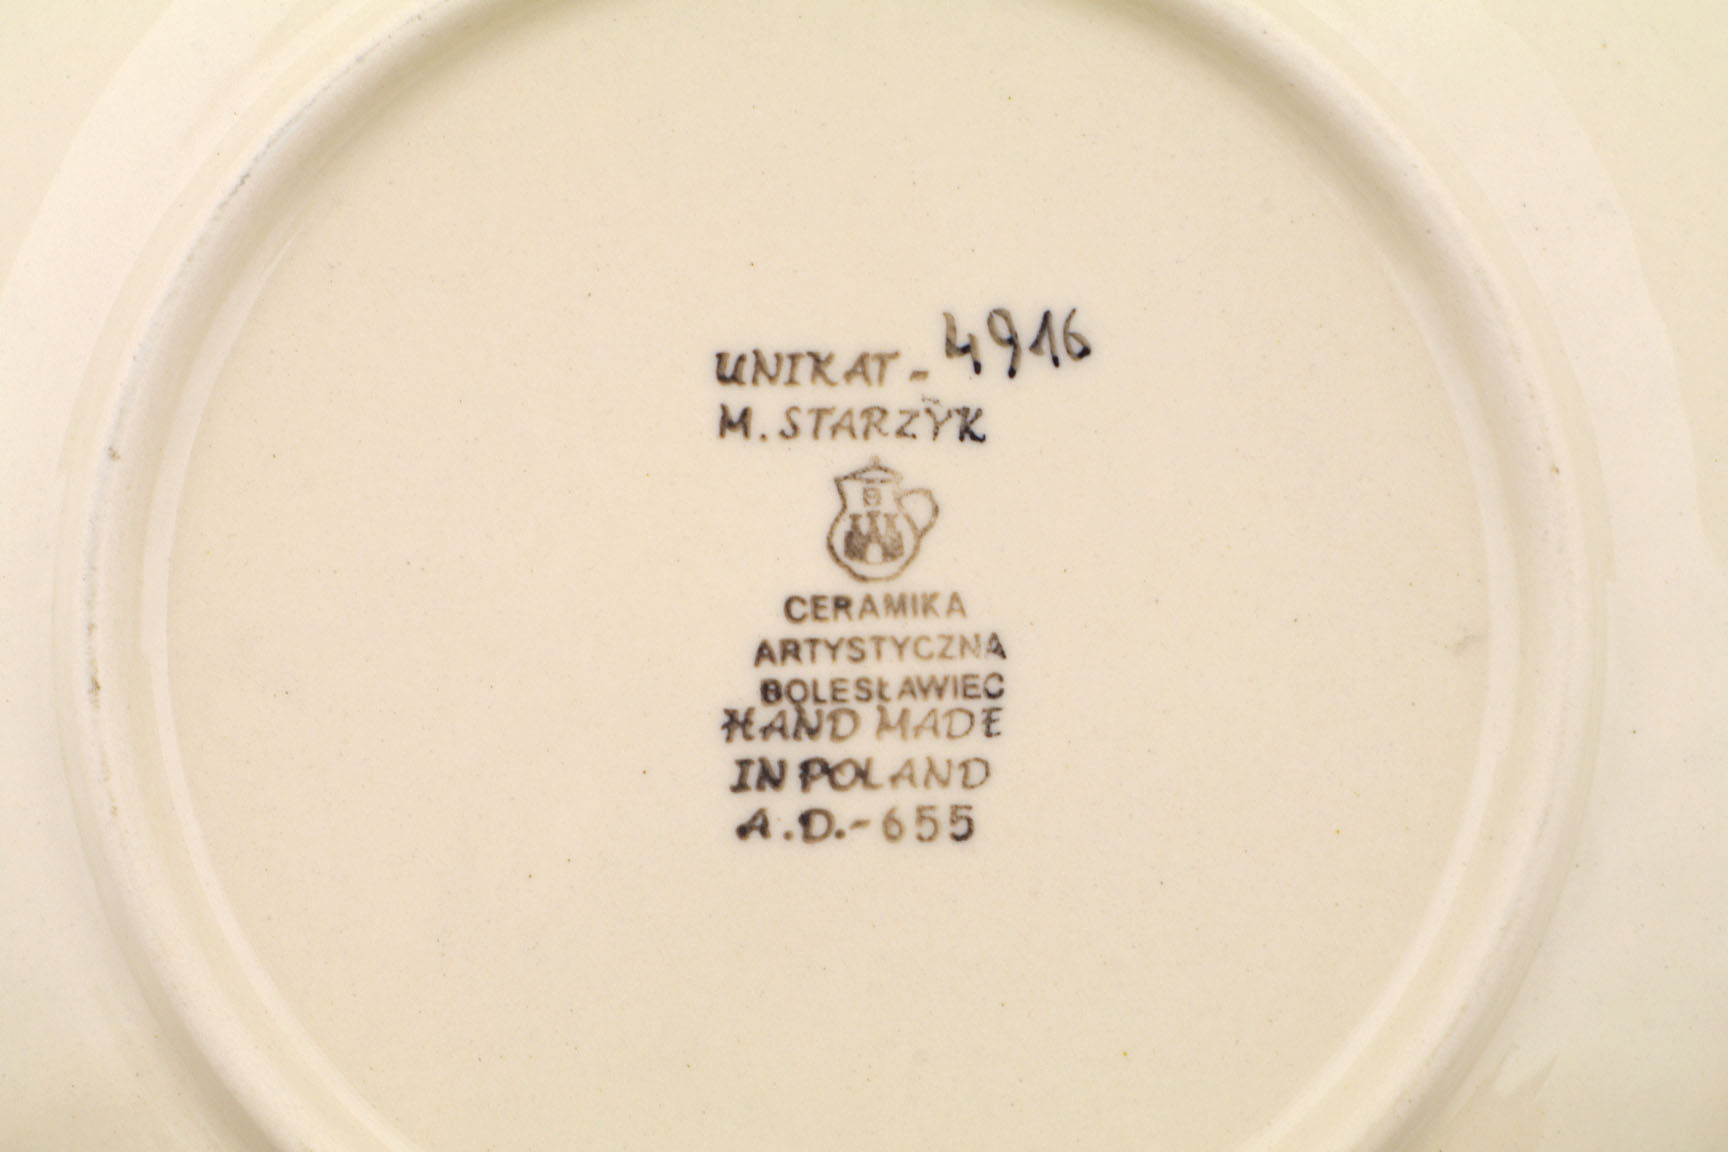 UNIKAT - 4916
M. STARZYK
CERAMIKA
ARTYSTYCZNA
BOLESŁAWIEC
HAND MADE
IN POLAND
A.D.-655